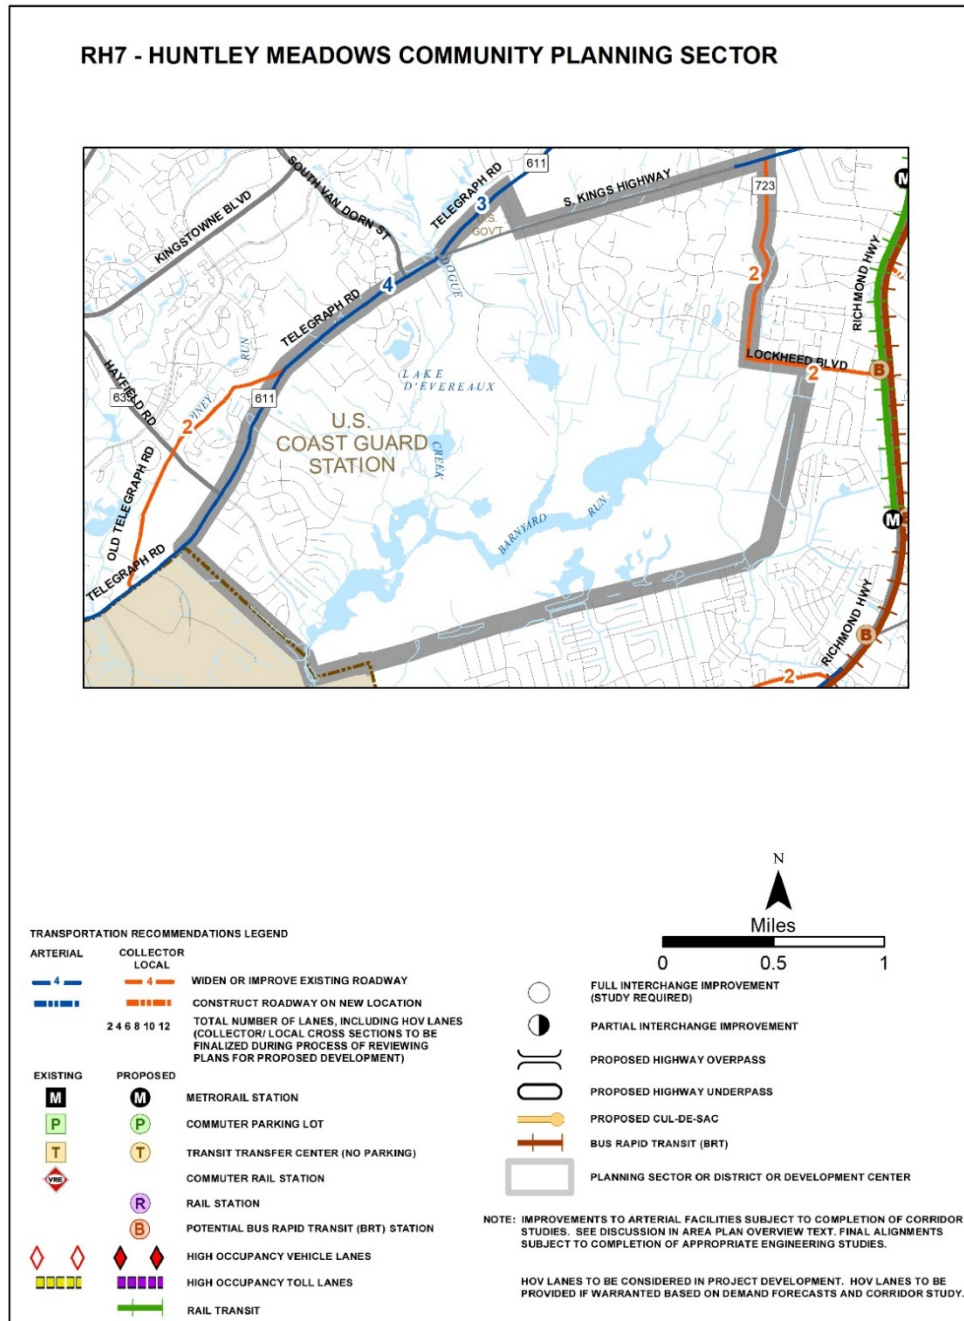 RH7 - HUNTLEY MEADOWS COMMUNITY PLANNING SECTOR
KINGSTOWNE BLVD
SOUTH VAN DORN ST
TELEGRAPH RD
611
3
U.S.
GOV'T
S. KINGS HIGHWAY
723
M
RICHMOND HWY
DOGUE
4
TELEGRAPH RD
2
LOCKHEED BLVD
2
B
HAYFIELD RD
RUN
PINEY
611
LAKE
D'EVEREAUX
2
U.S.
COAST GUARD
STATION
CREEK
OLD TELEGRAPH RD
BARNYARD
RUN
M
TELEGRAPH RD
RICHMOND HWY
B
2
N
Miles
0 0.5 1
TRANSPORTATION RECOMMENDATIONS LEGEND
ARTERIAL
COLLECTOR
LOCAL
4 4 WIDEN OR IMPROVE EXISTING ROADWAY
CONSTRUCT ROADWAY ON NEW LOCATION
2 4 6 8 10 12 TOTAL NUMBER OF LANES, INCLUDING HOV LANES
(COLLECTOR/ LOCAL CROSS SECTIONS TO BE
FINALIZED DURING PROCESS OF REVIEWING
PLANS FOR PROPOSED DEVELOPMENT)
EXISTING PROPOSED
M M METRORAIL STATION
P P COMMUTER PARKING LOT
T T TRANSIT TRANSFER CENTER (NO PARKING)
VRE COMMUTER RAIL STATION
R RAIL STATION
B POTENTIAL BUS RAPID TRANSIT (BRT) STATION
HIGH OCCUPANCY VEHICLE LANES
HIGH OCCUPANCY TOLL LANES
RAIL TRANSIT
FULL INTERCHANGE IMPROVEMENT
(STUDY REQUIRED)
PARTIAL INTERCHANGE IMPROVEMENT
PROPOSED HIGHWAY OVERPASS
PROPOSED HIGHWAY UNDERPASS
PROPOSED CUL-DE-SAC
BUS RAPID TRANSIT (BRT)
PLANNING SECTOR OR DISTRICT OR DEVELOPMENT CENTER
NOTE: IMPROVEMENTS TO ARTERIAL FACILITIES SUBJECT TO COMPLETION OF CORRIDOR
STUDIES. SEE DISCUSSION IN AREA PLAN OVERVIEW TEXT. FINAL ALIGNMENTS
SUBJECT TO COMPLETION OF APPROPRIATE ENGINEERING STUDIES.
HOV LANES TO BE CONSIDERED IN PROJECT DEVELOPMENT. HOV LANES TO BE
PROVIDED IF WARRANTED BASED ON DEMAND FORECASTS AND CORRIDOR STUDY.